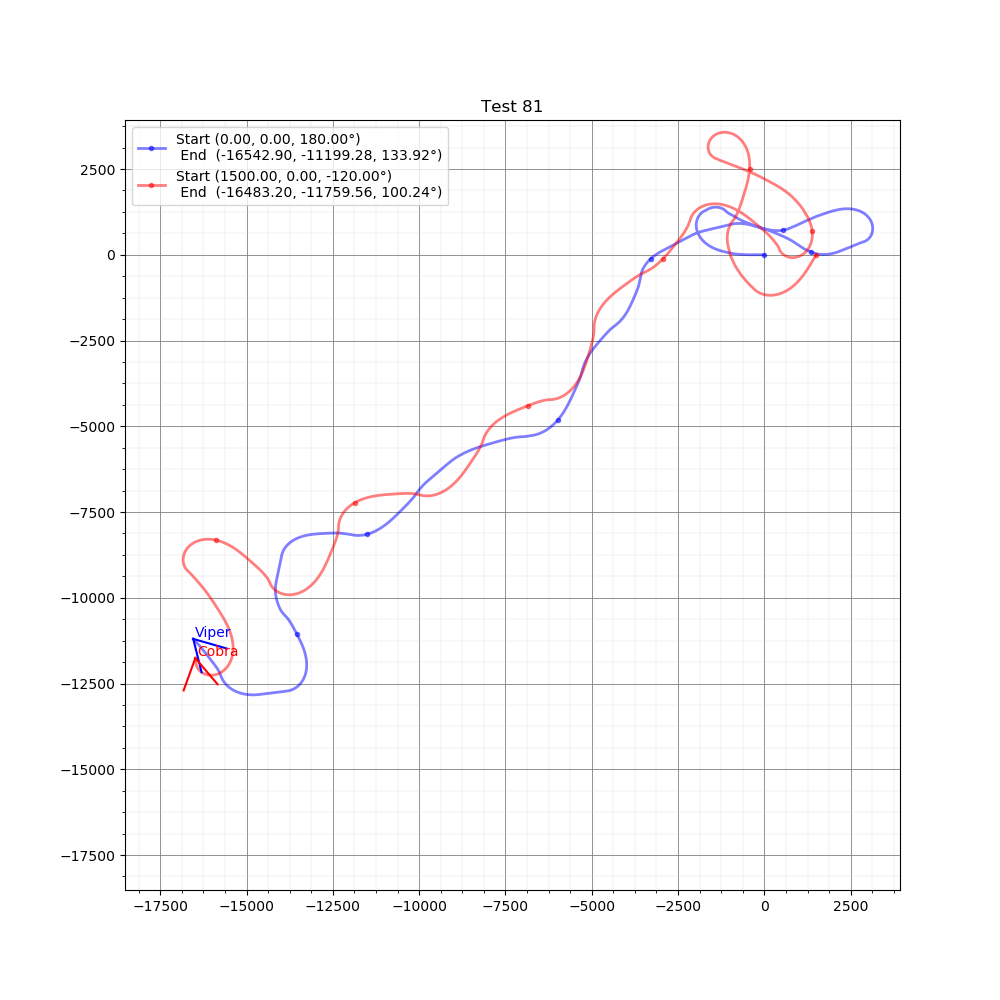 Test 81
Start (0.00, 0.00, 180.00°)
End (-16542.90, -11199.28, 133.92°)
Start (1500.00, 0.00, -120.00°)
End (-16483.20, -11759.56, 100.24°)
2500
0
−2500
−5000
−7500
−10000
−12500
−15000
−17500
Viper
Cobra
−17500 −15000 −12500 −10000 −7500 −5000 −2500 0 2500